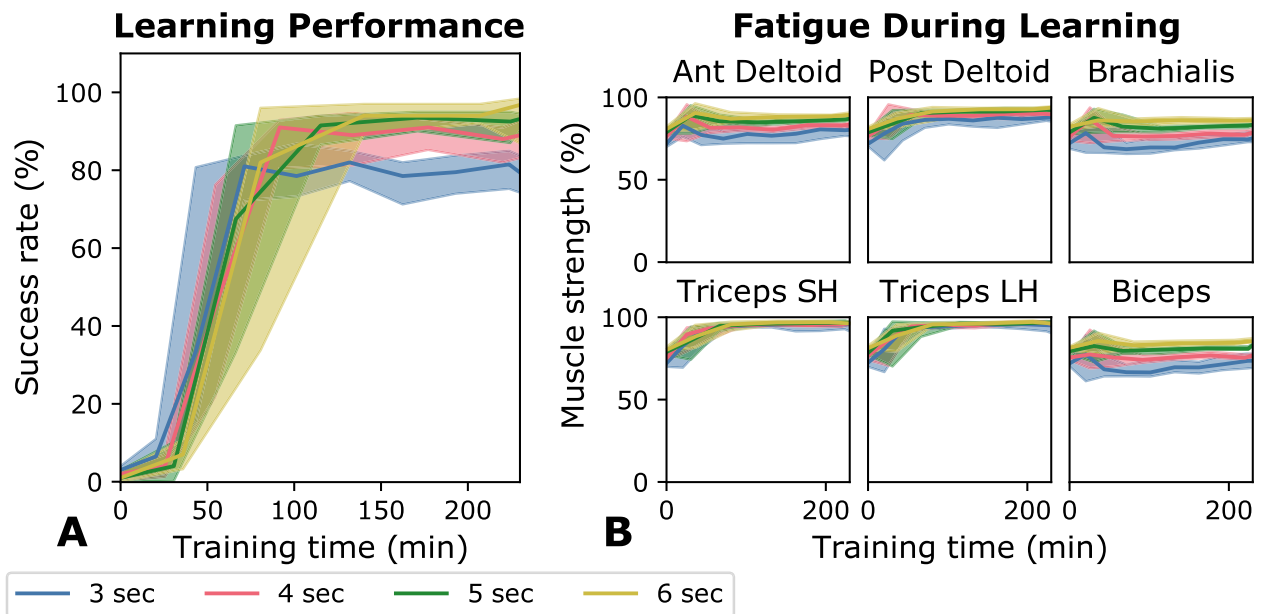 Learning Performance
Fatigue During Learning
Success rate (%)
100
80
60
40
20
0
0 50 100 150 200
Training time (min)
A
Muscle strength (%)
Ant Deltoid Post Deltoid Brachialis
100
50
0
Triceps SH Triceps LH Biceps
100
50
0
0 200 0 200 0 200
Training time (min)
B
3 sec 4 sec 5 sec 6 sec